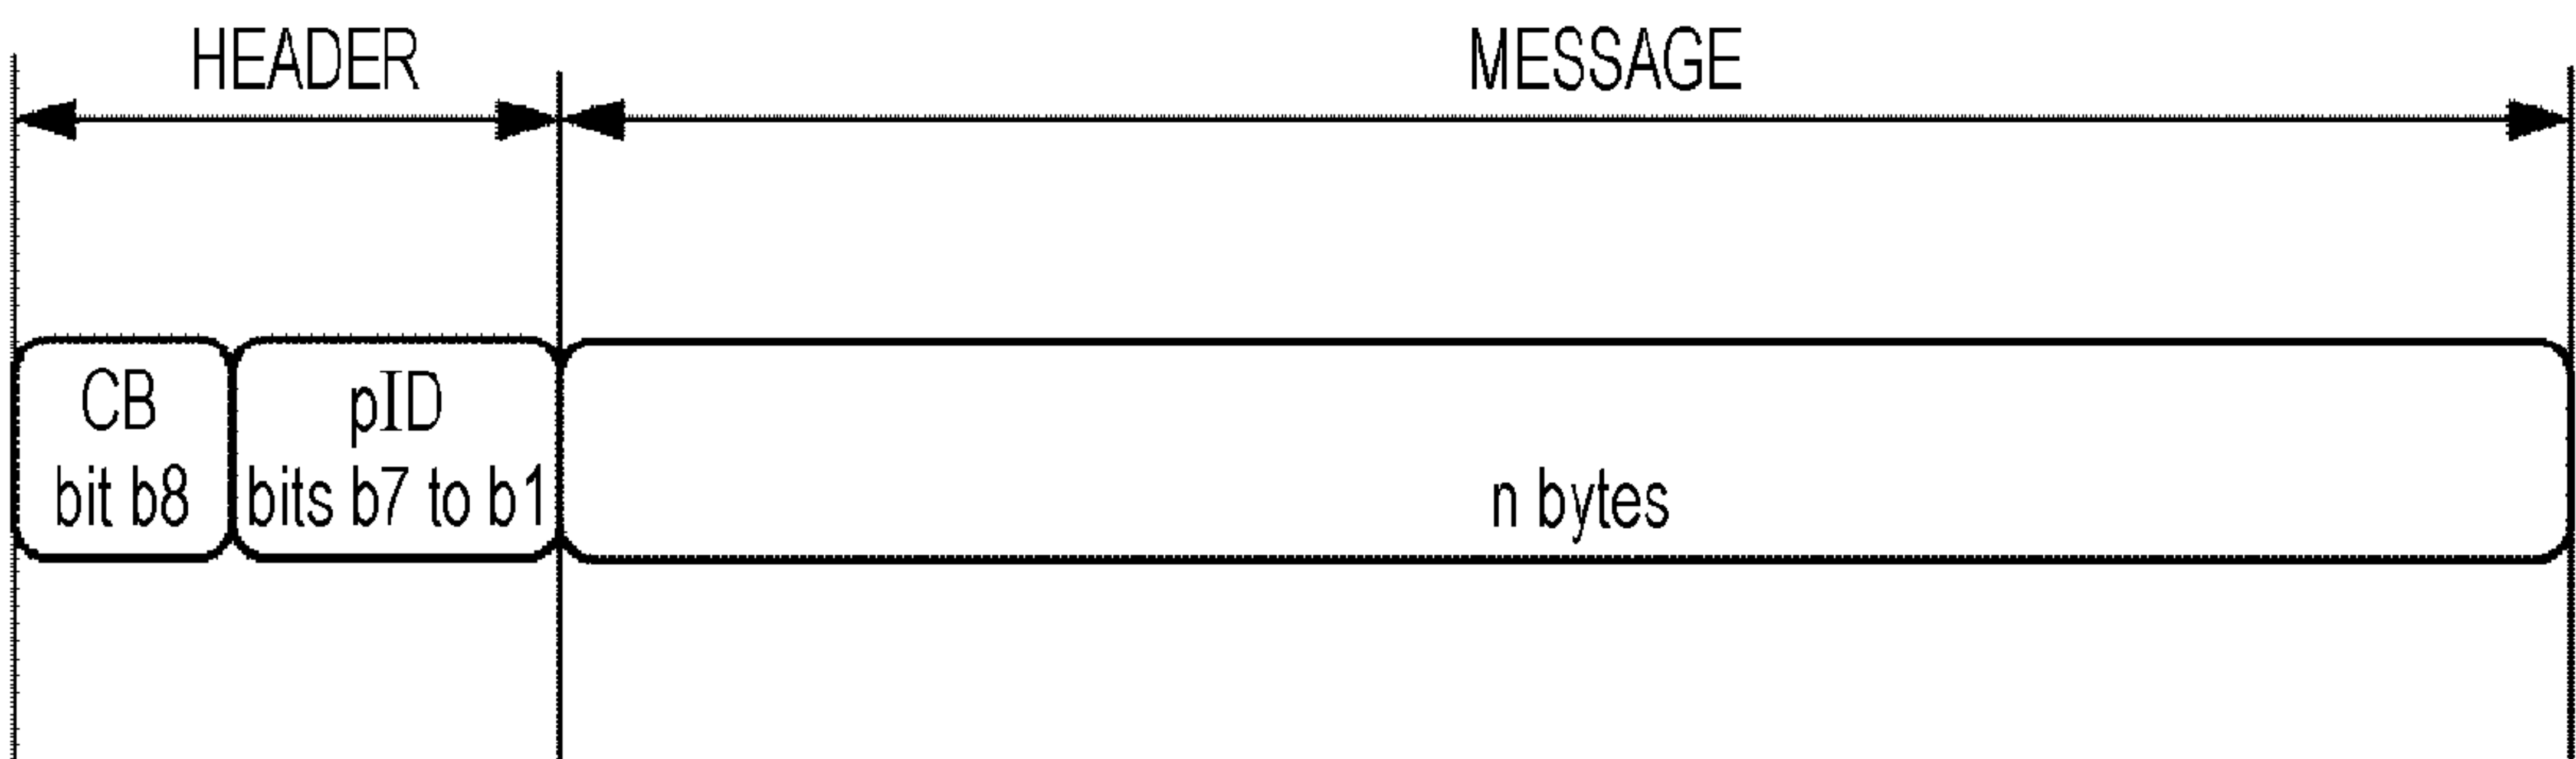 HEADER
MESSAGE
CB
bit b8
pID
bits b7 to b1
n bytes